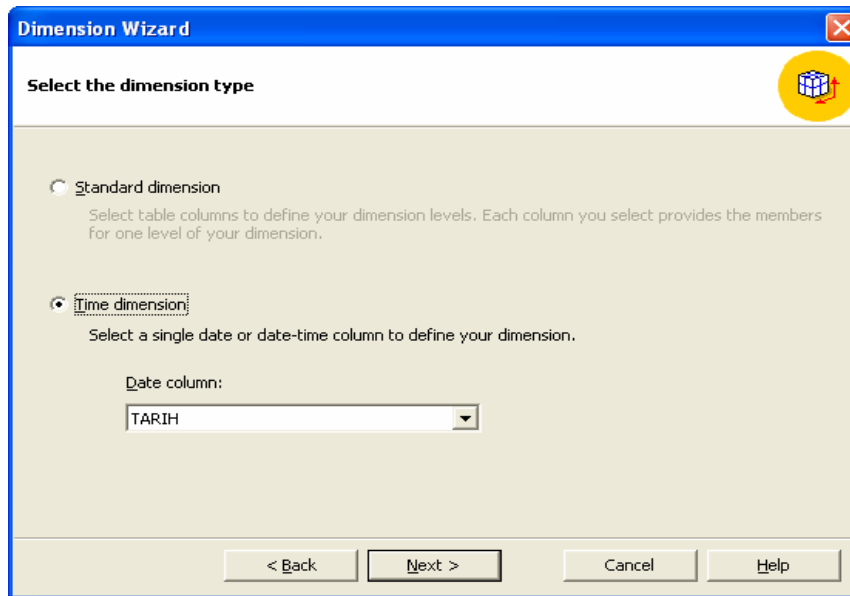 Dimension Wizard
Select the dimension type
Standard dimension
Select table columns to define your dimension levels. Each column you select provides the members
for one level of your dimension.
Time dimension
Select a single date or date-time column to define your dimension.
Date column:
TARIH
< Back
Next >
Cancel
Help